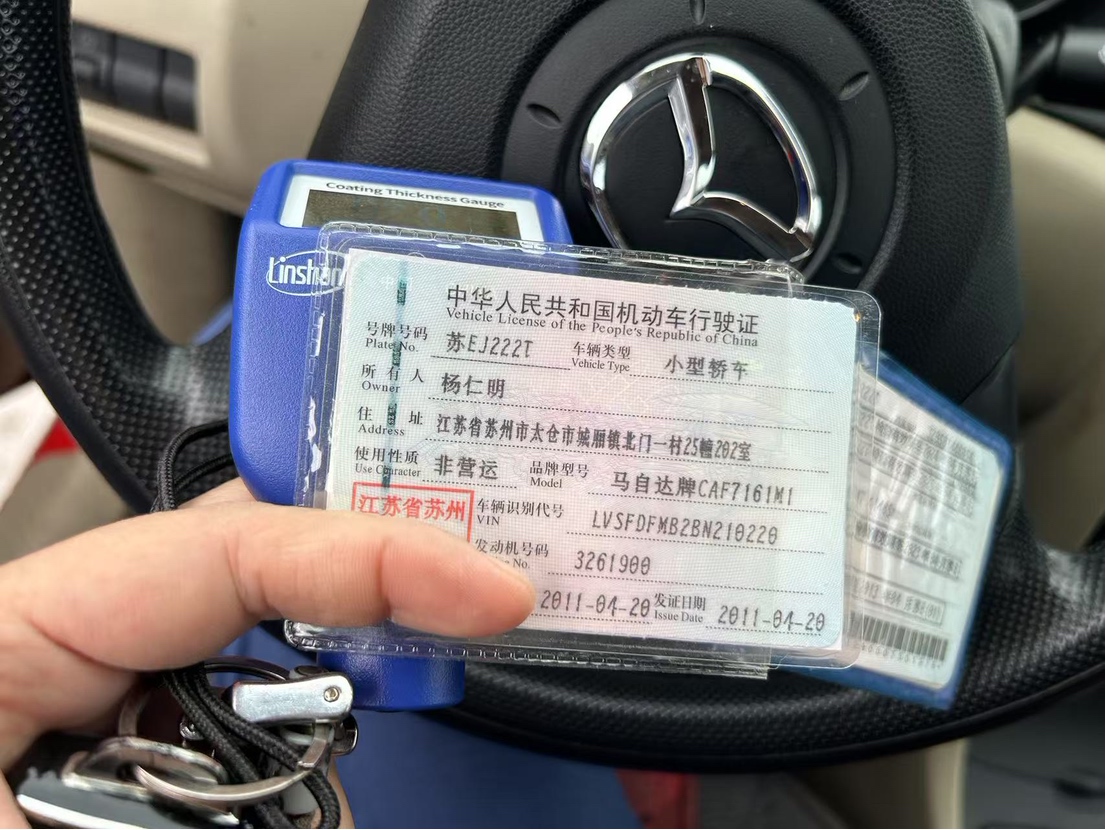 Coating Thickness Gauge
Linshan
中华人民共和国机动车行驶证
Vehicle License of the People's Republic of China
号牌号码 苏EJ222T 车辆类型 小型轿车
Plate No. Vehicle Type
所有人 杨仁明
Owner
住址 江苏省苏州市太仓市城厢镇北门一村25幢202室
Address
使用性质 非营运 品牌型号 马自达牌CAF7161M1
Use Character Model
江苏省苏州 车辆识别代号 LVSFDFMB2BN210220
VIN
发动机号码 3261900
No.
2011-04-20 发证日期 2011-04-20
Issue Date